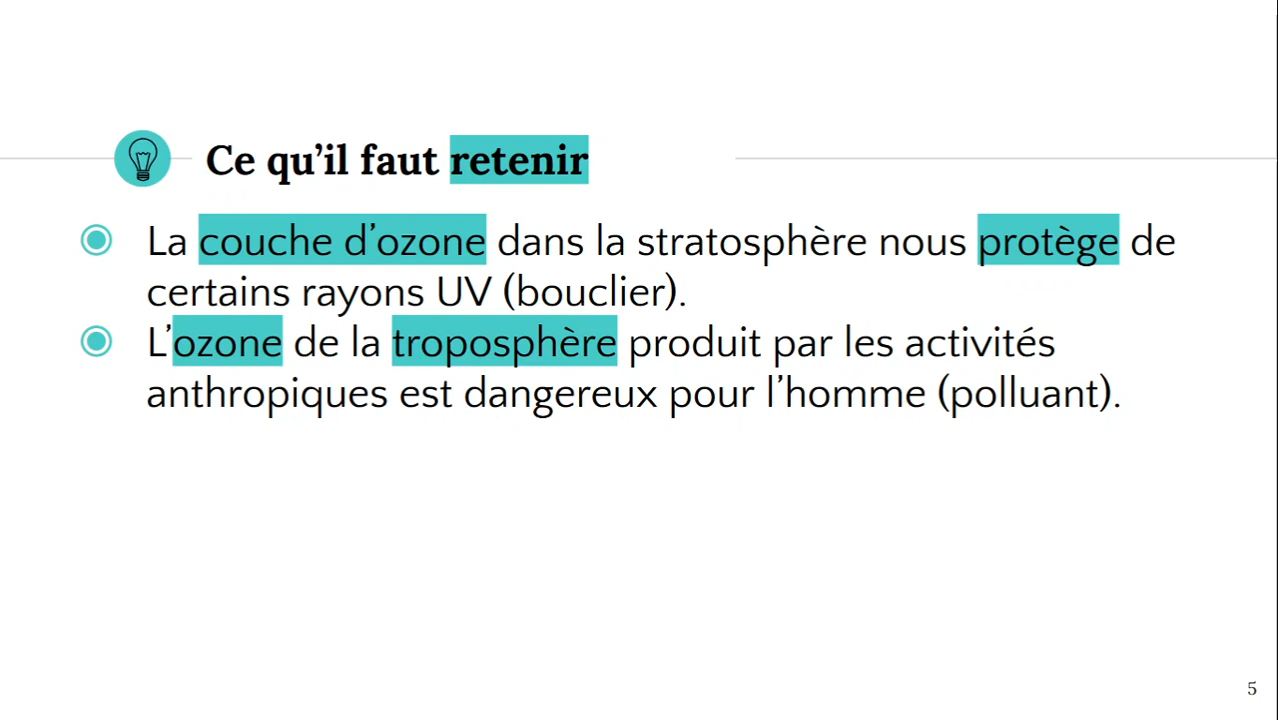 Ce qu’il faut retenir
La couche d’ozone dans la stratosphère nous protège de
certains rayons UV (bouclier).
L’ozone de la troposphère produit par les activités
anthropiques est dangereux pour l’homme (polluant).
5